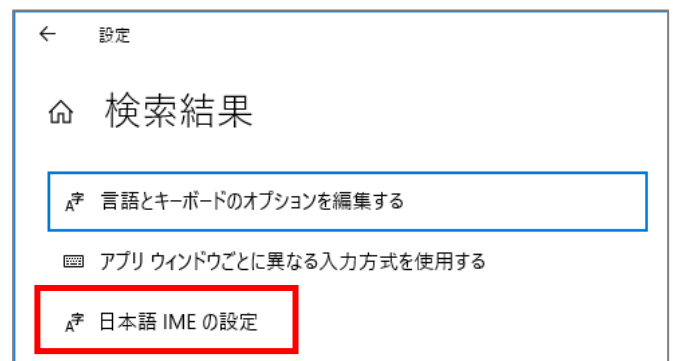 設定
検索結果
言語とキーボードのオプションを編集する
アプリ ウィンドウごとに異なる入力方式を使用する
日本語 IME の設定